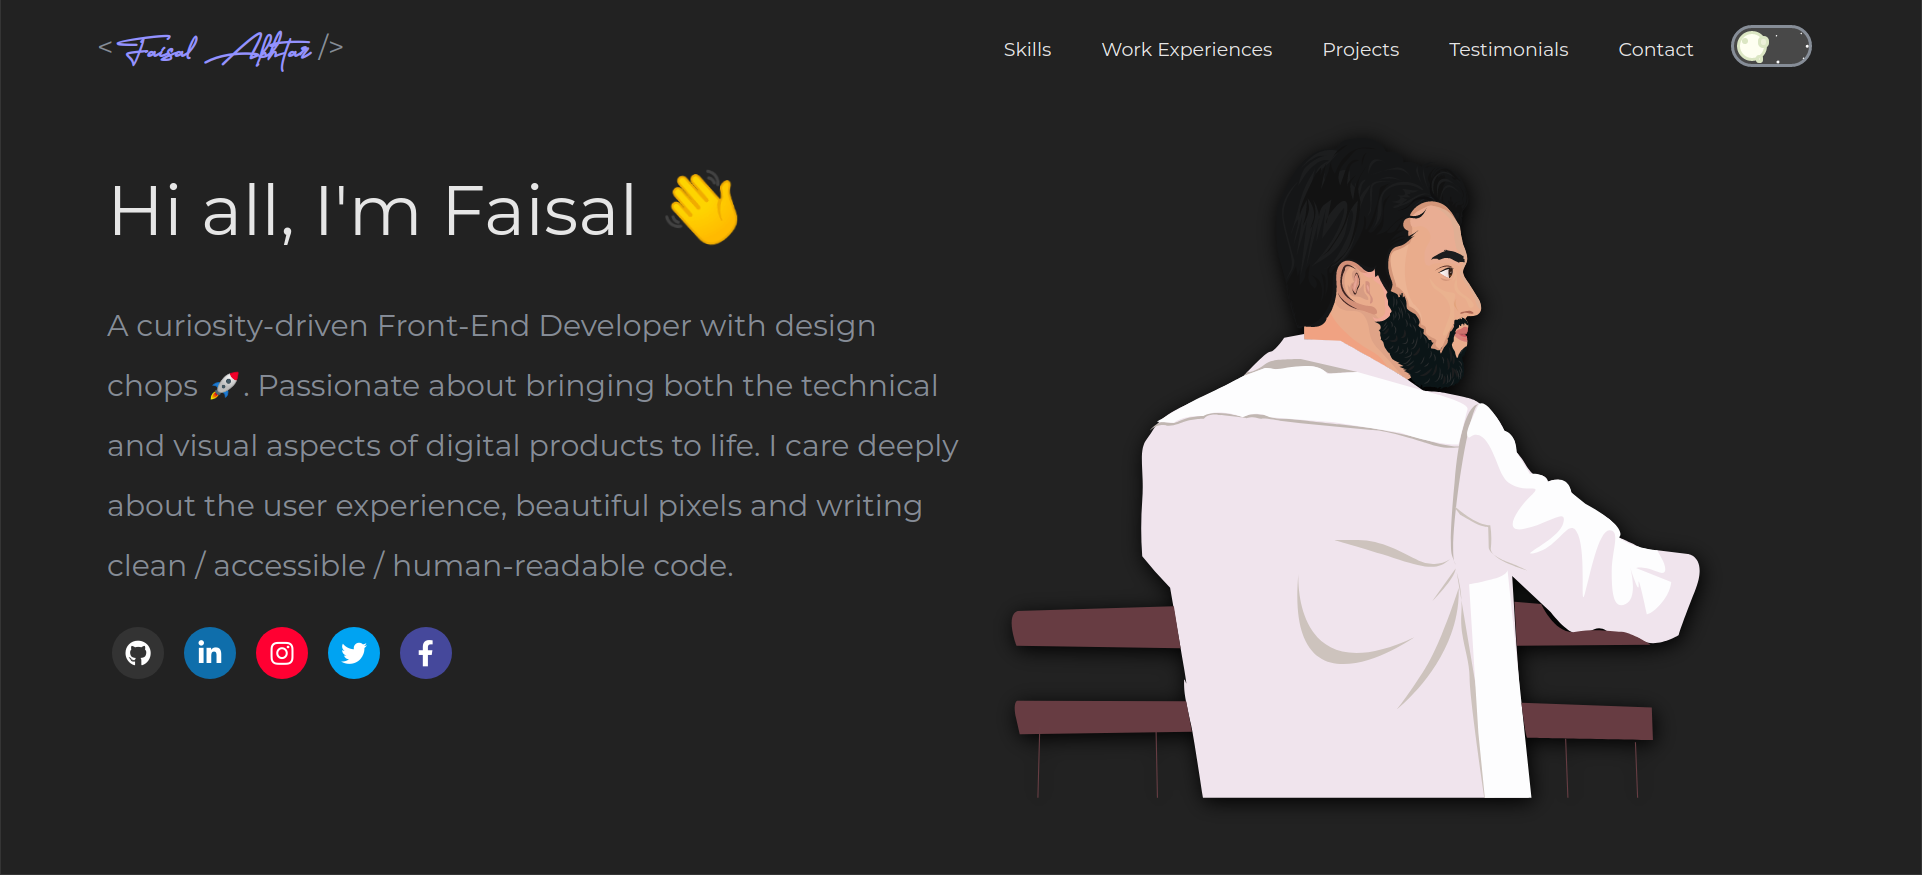 <Faisal Akhtar/>
Skills
Work Experiences
Projects
Testimonials
Contact
Hi all, I'm Faisal 👋
A curiosity-driven Front-End Developer with design
chops 🚀. Passionate about bringing both the technical
and visual aspects of digital products to life. I care deeply
about the user experience, beautiful pixels and writing
clean / accessible / human-readable code.
in
f